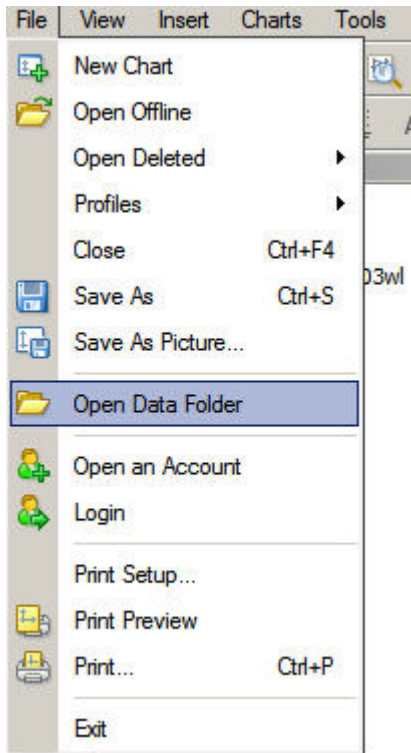 File View Insert Charts Tools
New Chart
Open Offline
Open Deleted
Profiles
Close Ctrl+F4
03wl
Save As Ctrl+S
Save As Picture...
Open Data Folder
Open an Account
Login
Print Setup...
Print Preview
Print... Ctrl+P
Exit